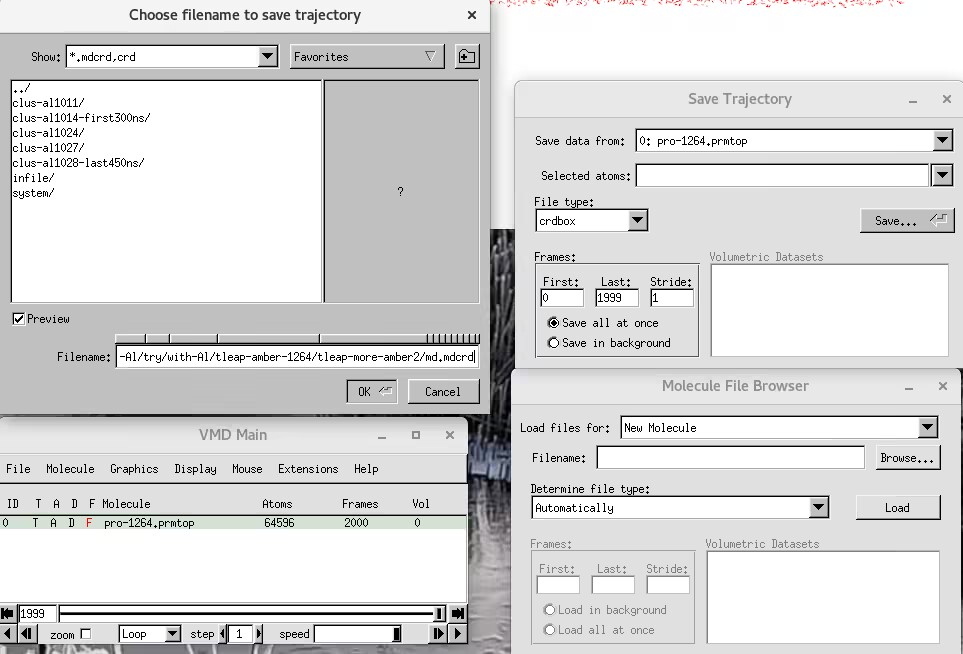 Choose filename to save trajectory
Show: *.mdcrd,crd Favorites
../
clus-al1011/
clus-al1014-first300ns/
clus-al1024/
clus-al1027/
clus-al1028-last450ns/
infile/
system/
?
Preview
Filename: -Al/try/with-Al/tleap-amber-1264/tleap-more-amber2/md.mdcrd
OK Cancel
Save Trajectory
Save data from: 0: pro-1264.prmtop
Selected atoms:
File type:
crdbox Save...
Frames: Volumetric Datasets
First: Last: Stride:
0 1999 1
Save all at once
Save in background
VMD Main
File Molecule Graphics Display Mouse Extensions Help
ID T A D F Molecule Atoms Frames Vol
0 T A D F pro-1264.prmtop 64596 2000 0
1999
zoom Loop step 1 speed
Molecule File Browser
Load files for: New Molecule
Filename: Browse...
Determine file type:
Automatically Load
Frames: Volumetric Datasets
First: Last: Stride:
Load in background
Load all at once